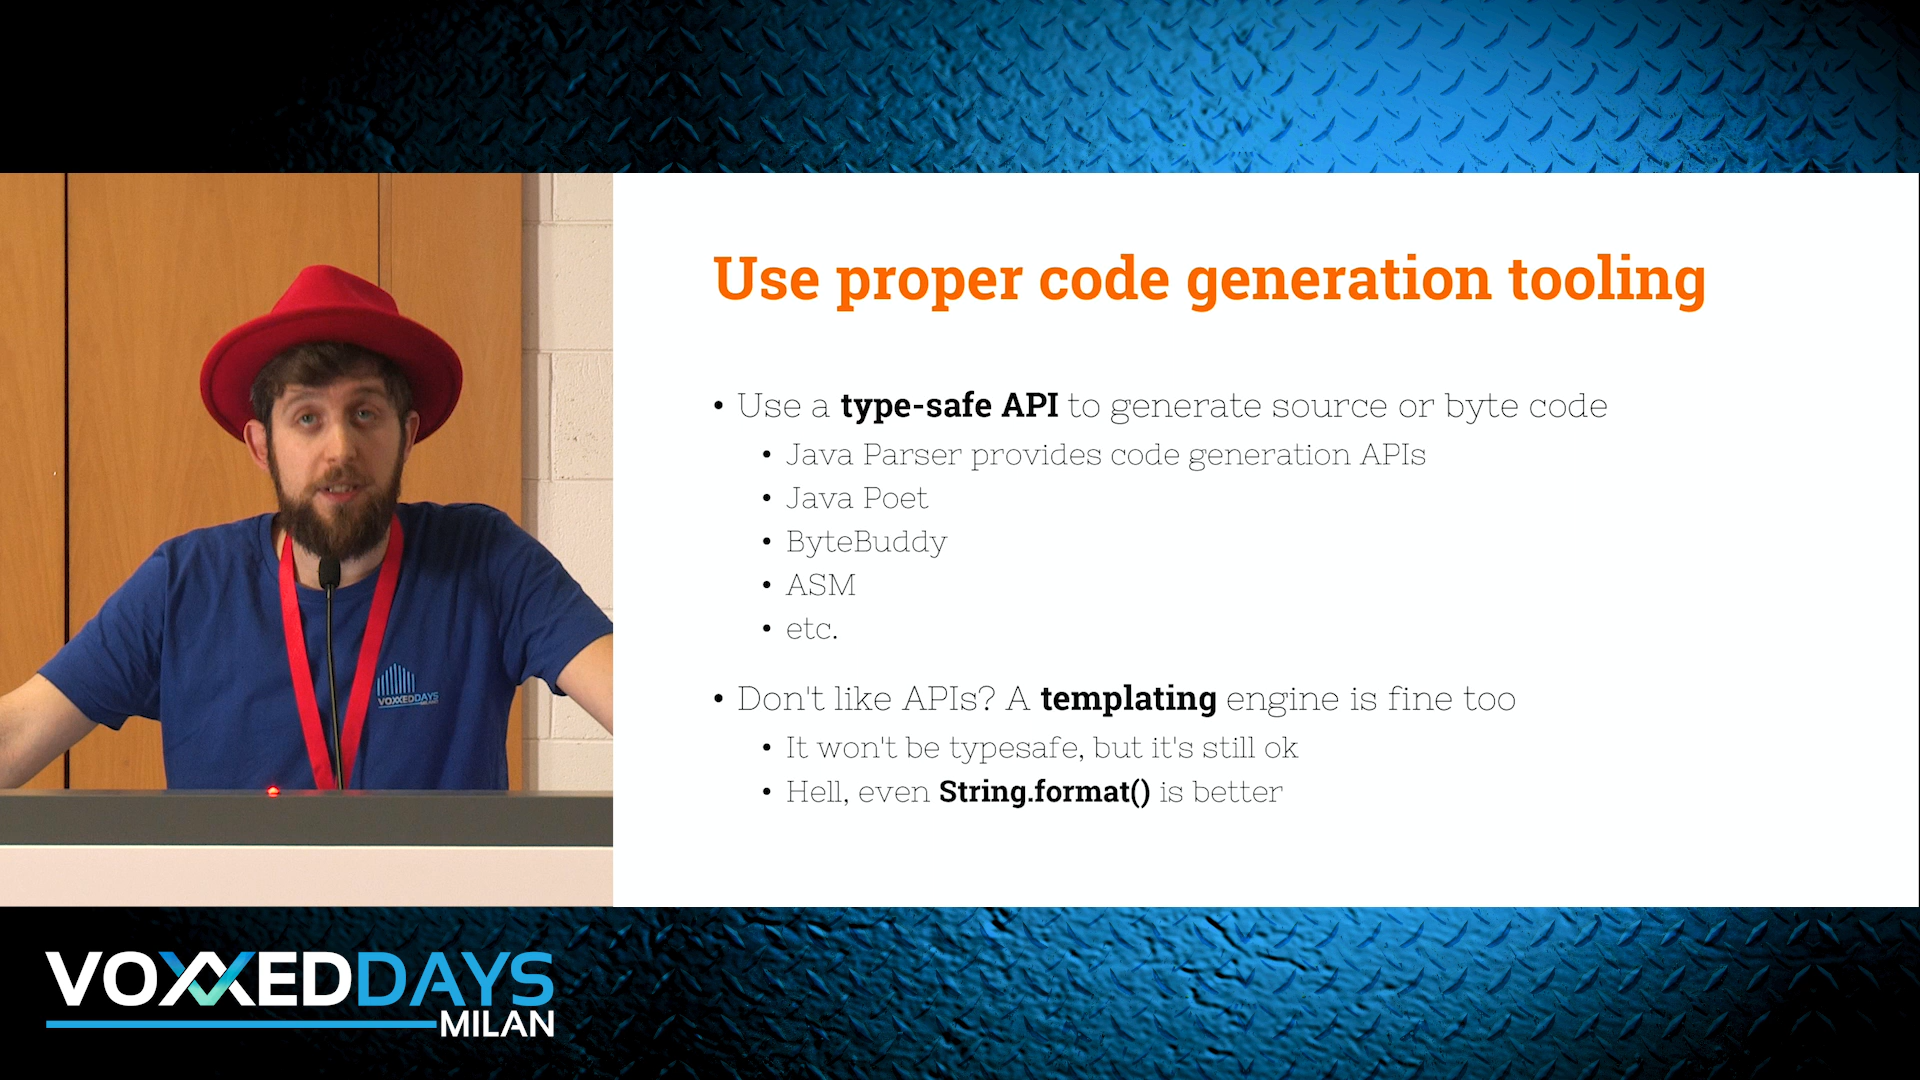 Use proper code generation tooling
• Use a type-safe API to generate source or byte code
• Java Parser provides code generation APIs
• Java Poet
• ByteBuddy
• ASM
• etc.
• Don't like APIs? A templating engine is fine too
• It won't be typesafe, but it's still ok
• Hell, even String.format() is better
VOXXEDDAYS
MILAN
VOXXEDDAYS
MILAN